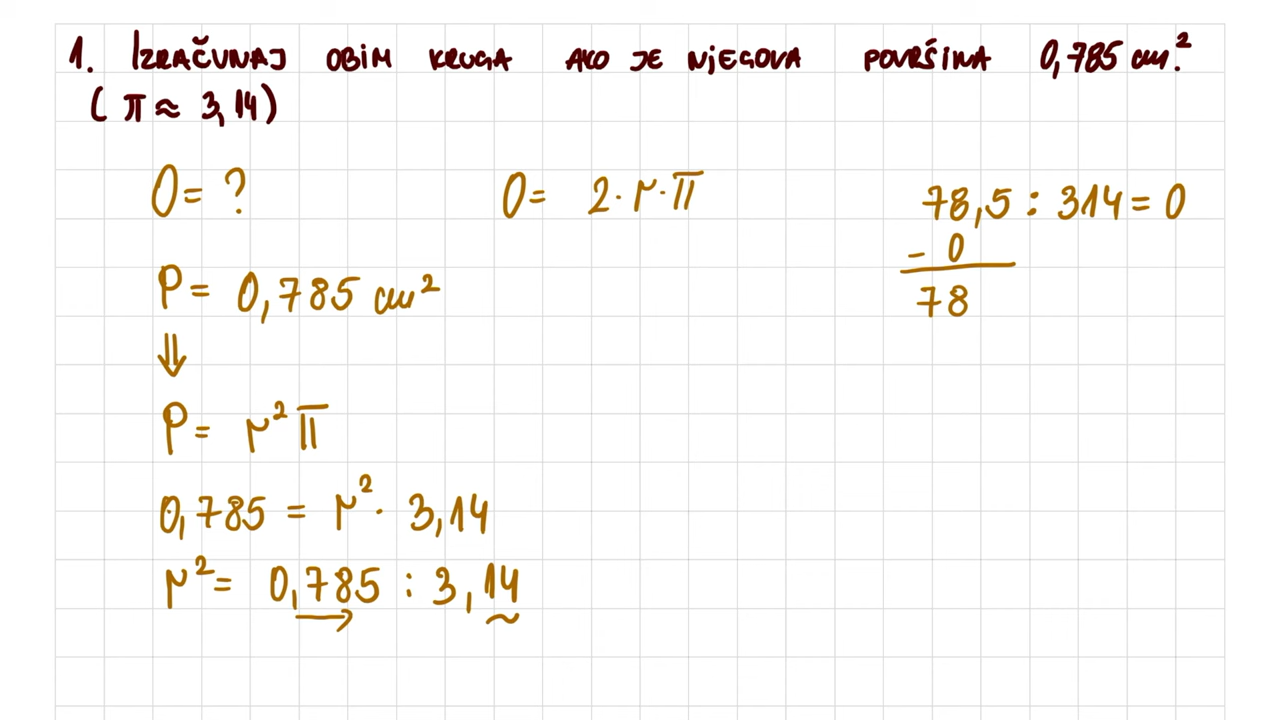 1. IZRAČUNAJ OBIM KRUGA AKO JE NJEGOVA POVRŠINA 0,785 cm².
(π ≈ 3,14)
O = ?
O = 2·r·π
P = 0,785 cm²
⇓
P = r²π
0,785 = r²· 3,14
r² = 0,785 : 3,14
78,5 : 314 = 0
- 0
78